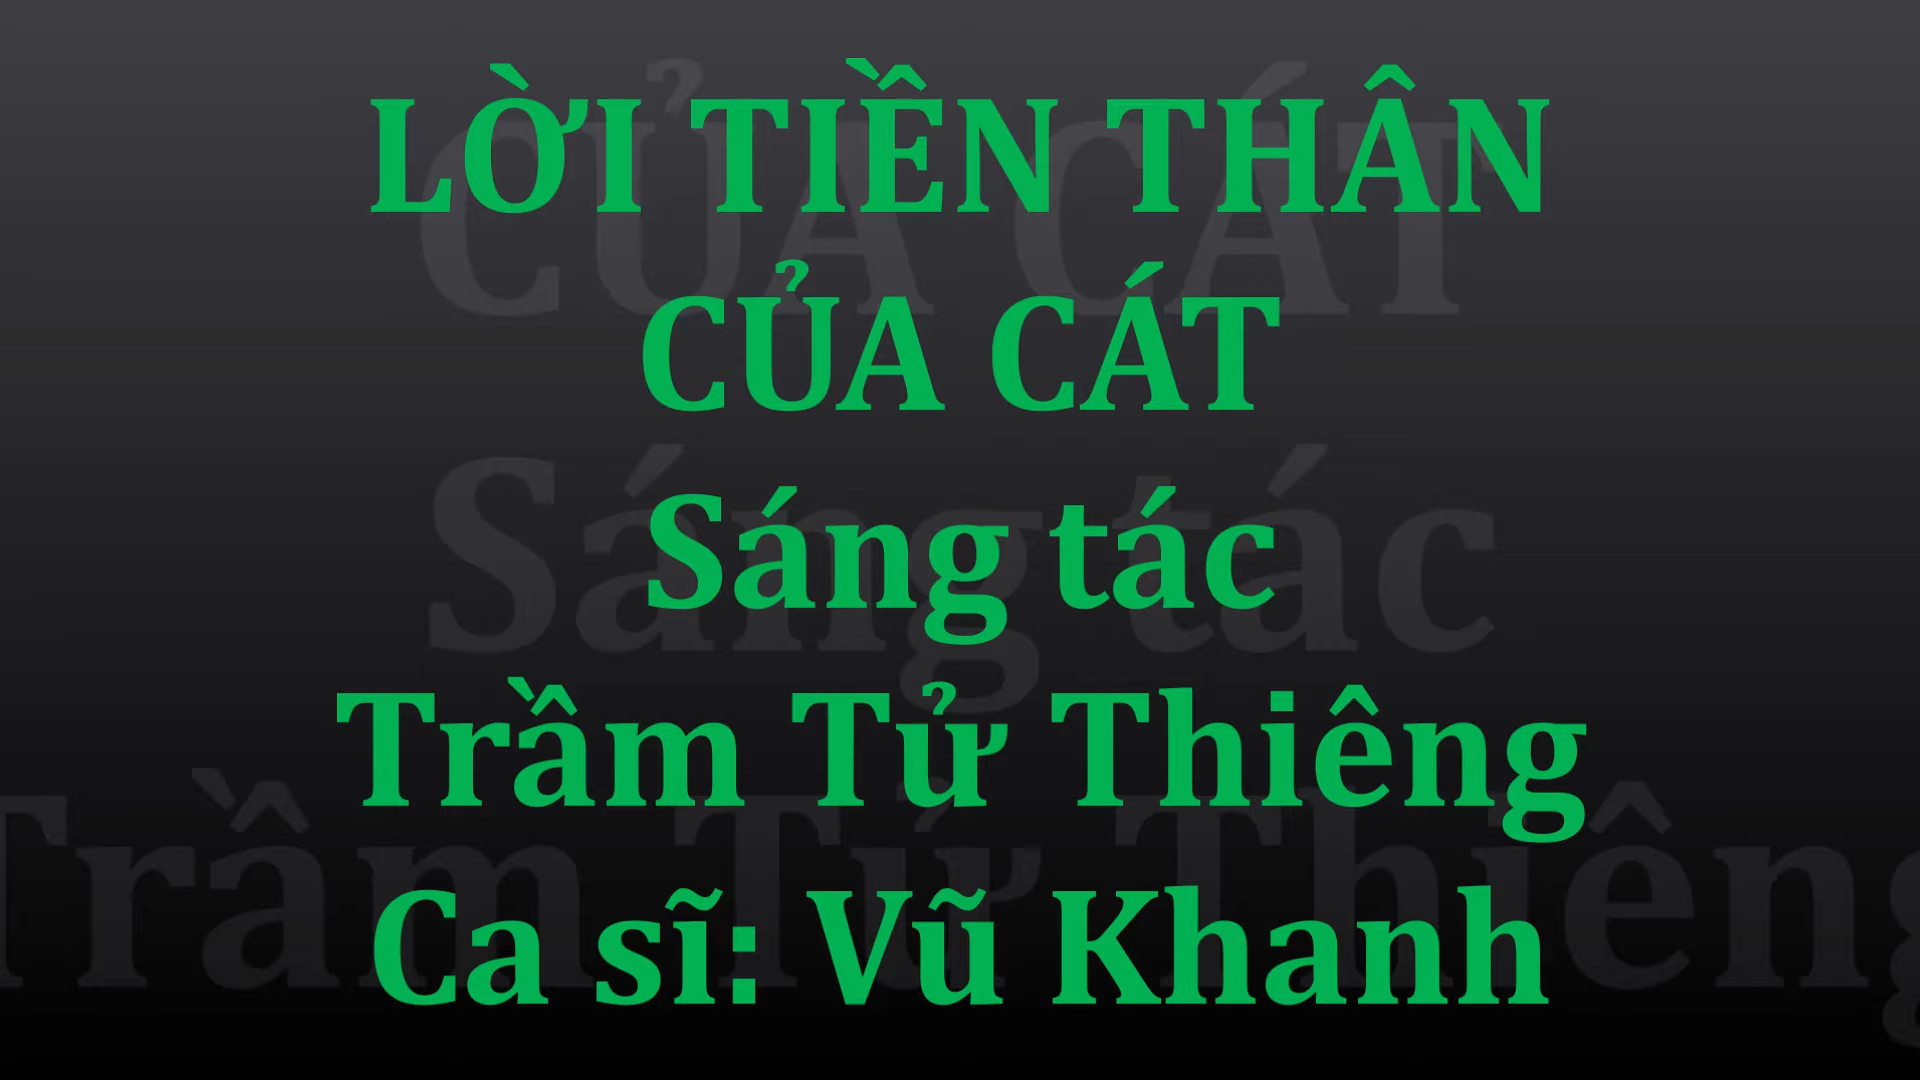 LỜI TIỀN THÂN
CỦA CÁT
Sáng tác
Trầm Tử Thiêng
Ca sĩ: Vũ Khanh